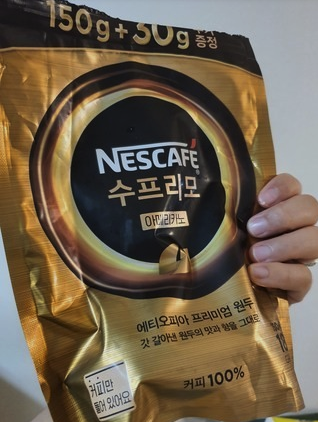 150g+30g
증정
NESCAFÉ
수프리모
아메리카노
에티오피아 프리미엄 원두
갓 갈아낸 원두의 맛과 향을 그대로
커피 100%
커피만
들어 있어요